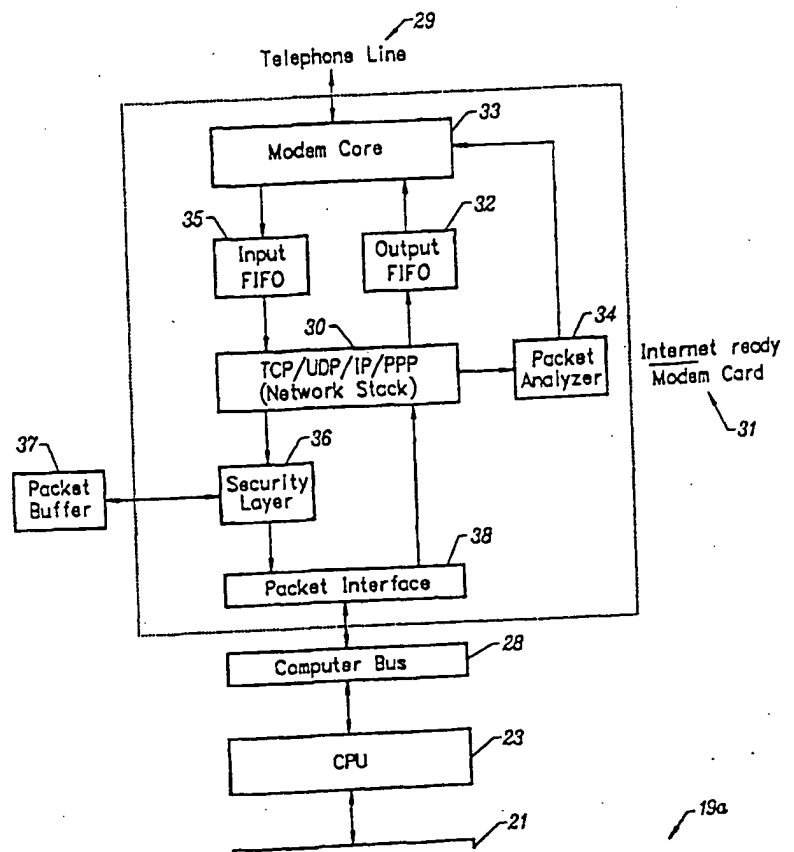 29
Telephone Line
33
Modem Core
35
Input
FIFO
32
Output
FIFO
30
TCP/UDP/IP/PPP
(Network Stack)
34
Packet
Analyzer
Internet ready
Modem Card
31
37
Packet
Buffer
36
Security
Layer
38
Packet Interface
28
Computer Bus
23
CPU
21
19a